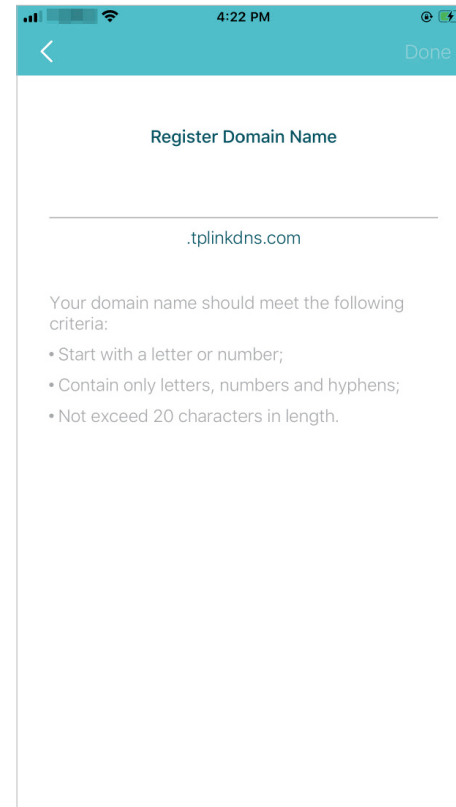 4:22 PM
Done
Register Domain Name
.tplinkdns.com
Your domain name should meet the following
criteria:
• Start with a letter or number;
• Contain only letters, numbers and hyphens;
• Not exceed 20 characters in length.